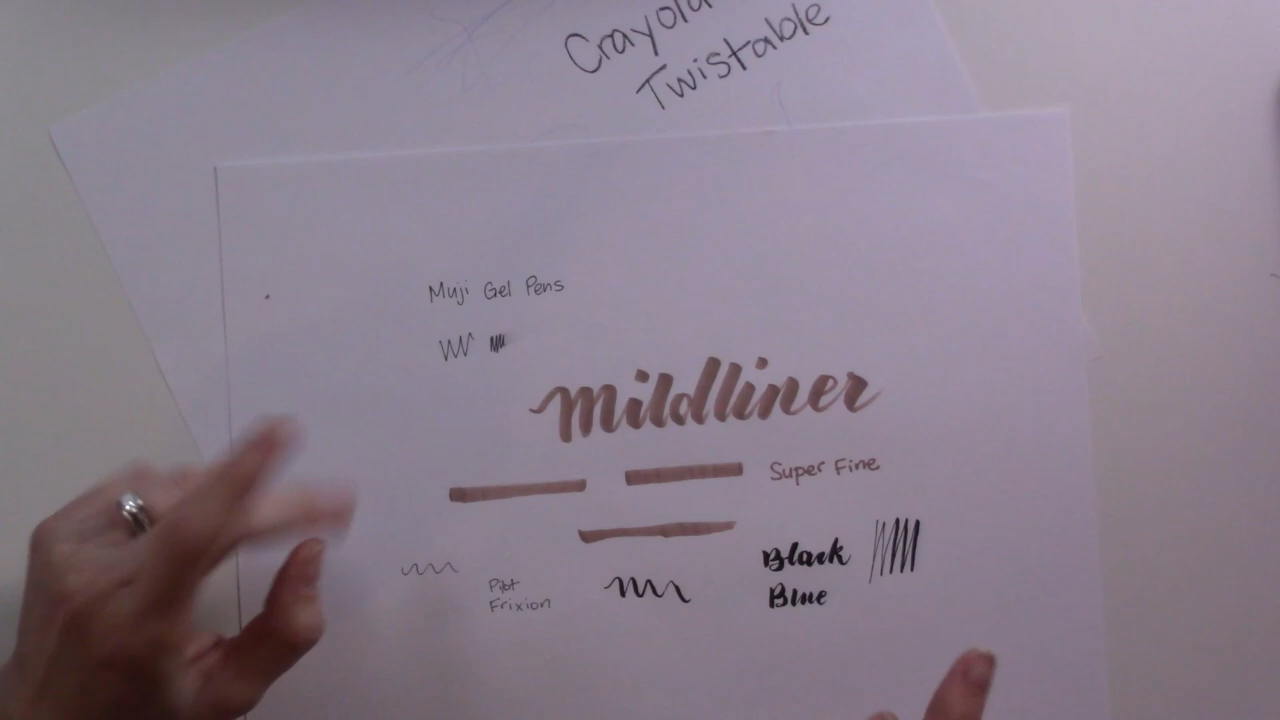 Crayola
Twistable
Muji Gel Pens
mildliner
Super Fine
Black
Blue
Pilot
Frixion